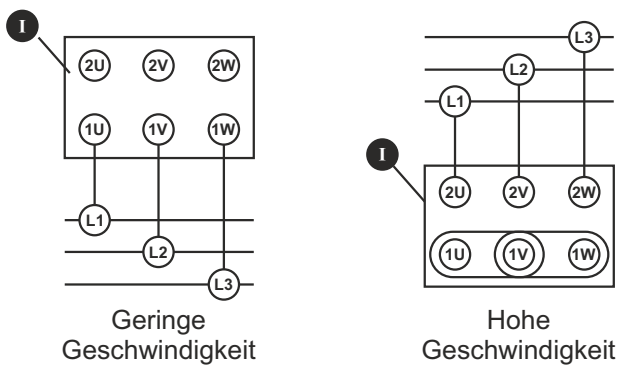 I
2U 2V 2W
1U 1V 1W
L1
L2
L3
Geringe
Geschwindigkeit
L3
L2
L1
I
2U 2V 2W
1U 1V 1W
Hohe
Geschwindigkeit